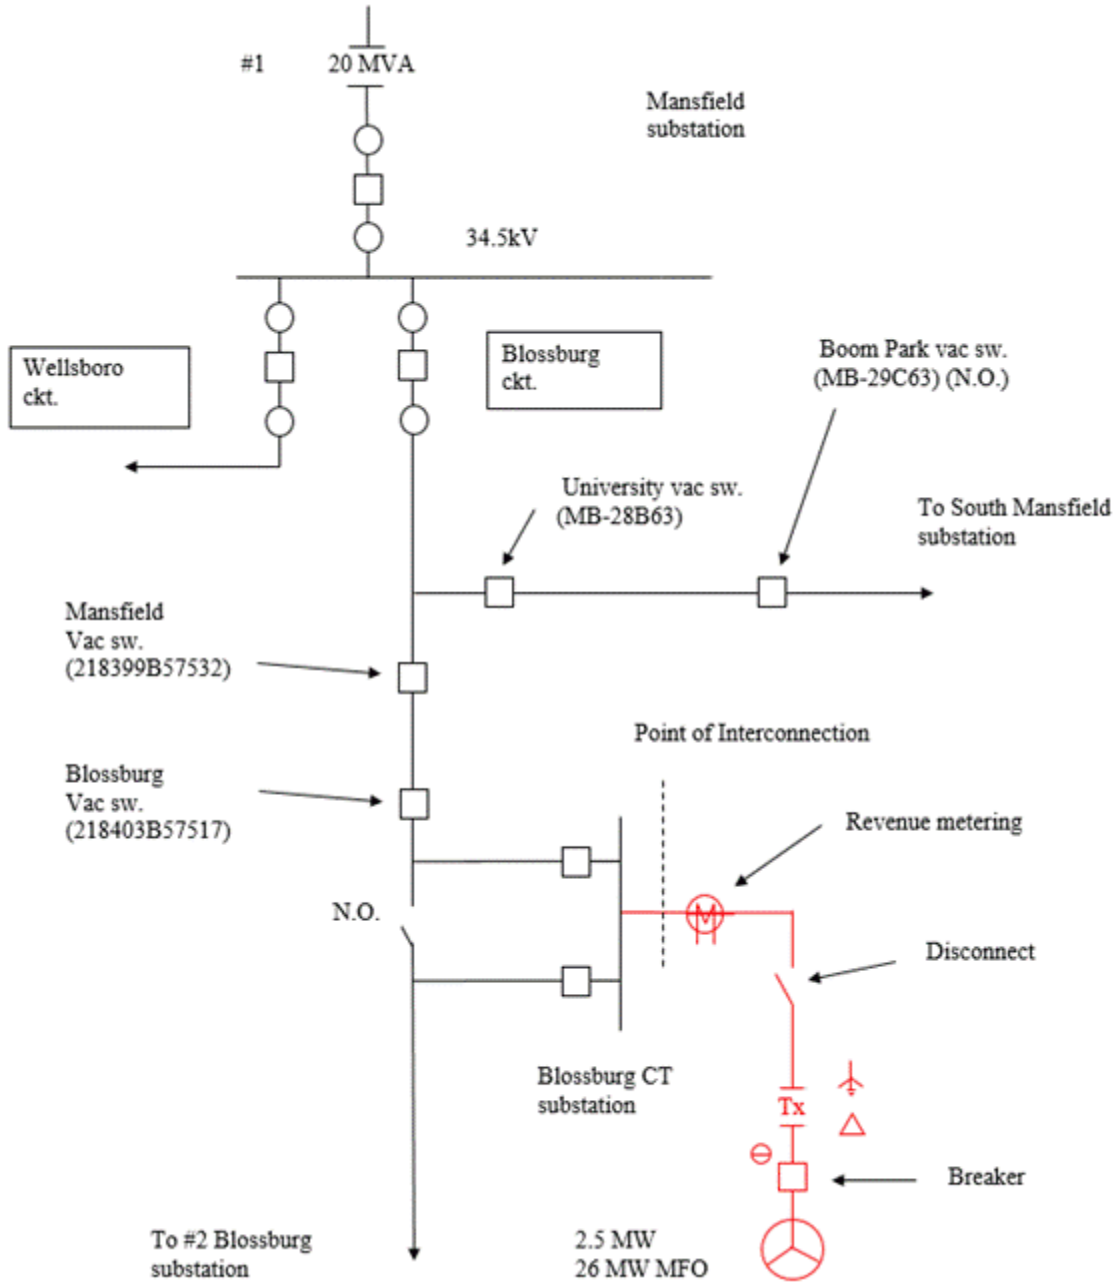 #1
20 MVA
Mansfield
substation
34.5kV
Wellsboro
ckt.
Blossburg
ckt.
Boom Park vac sw.
(MB-29C63) (N.O.)
University vac sw.
(MB-28B63)
To South Mansfield
substation
Mansfield
Vac sw.
(218399B57532)
Point of Interconnection
Blossburg
Vac sw.
(218403B57517)
Revenue metering
N.O.
M
Disconnect
Blossburg CT
substation
Tx
Breaker
To #2 Blossburg
substation
2.5 MW
26 MW MFO